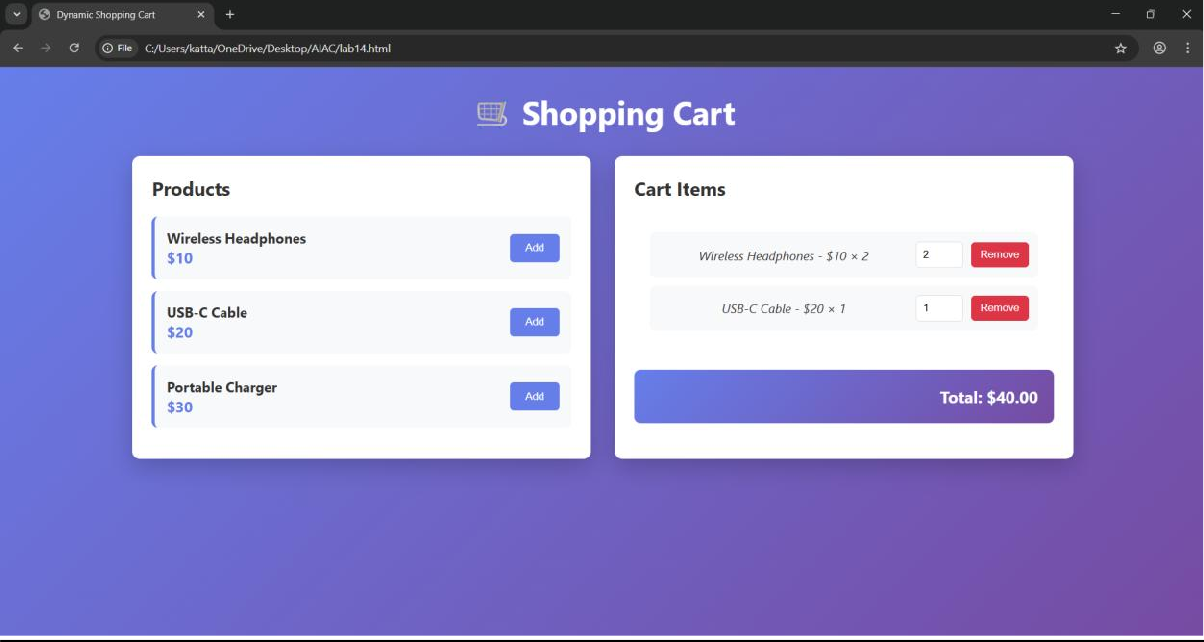 Dynamic Shopping Cart
File C:/Users/katta/OneDrive/Desktop/AIAC/lab14.html
Shopping Cart
Products
Wireless Headphones
$10
Add
USB-C Cable
$20
Add
Portable Charger
$30
Add
Cart Items
Wireless Headphones - $10 × 2 2 Remove
USB-C Cable - $20 × 1 1 Remove
Total: $40.00